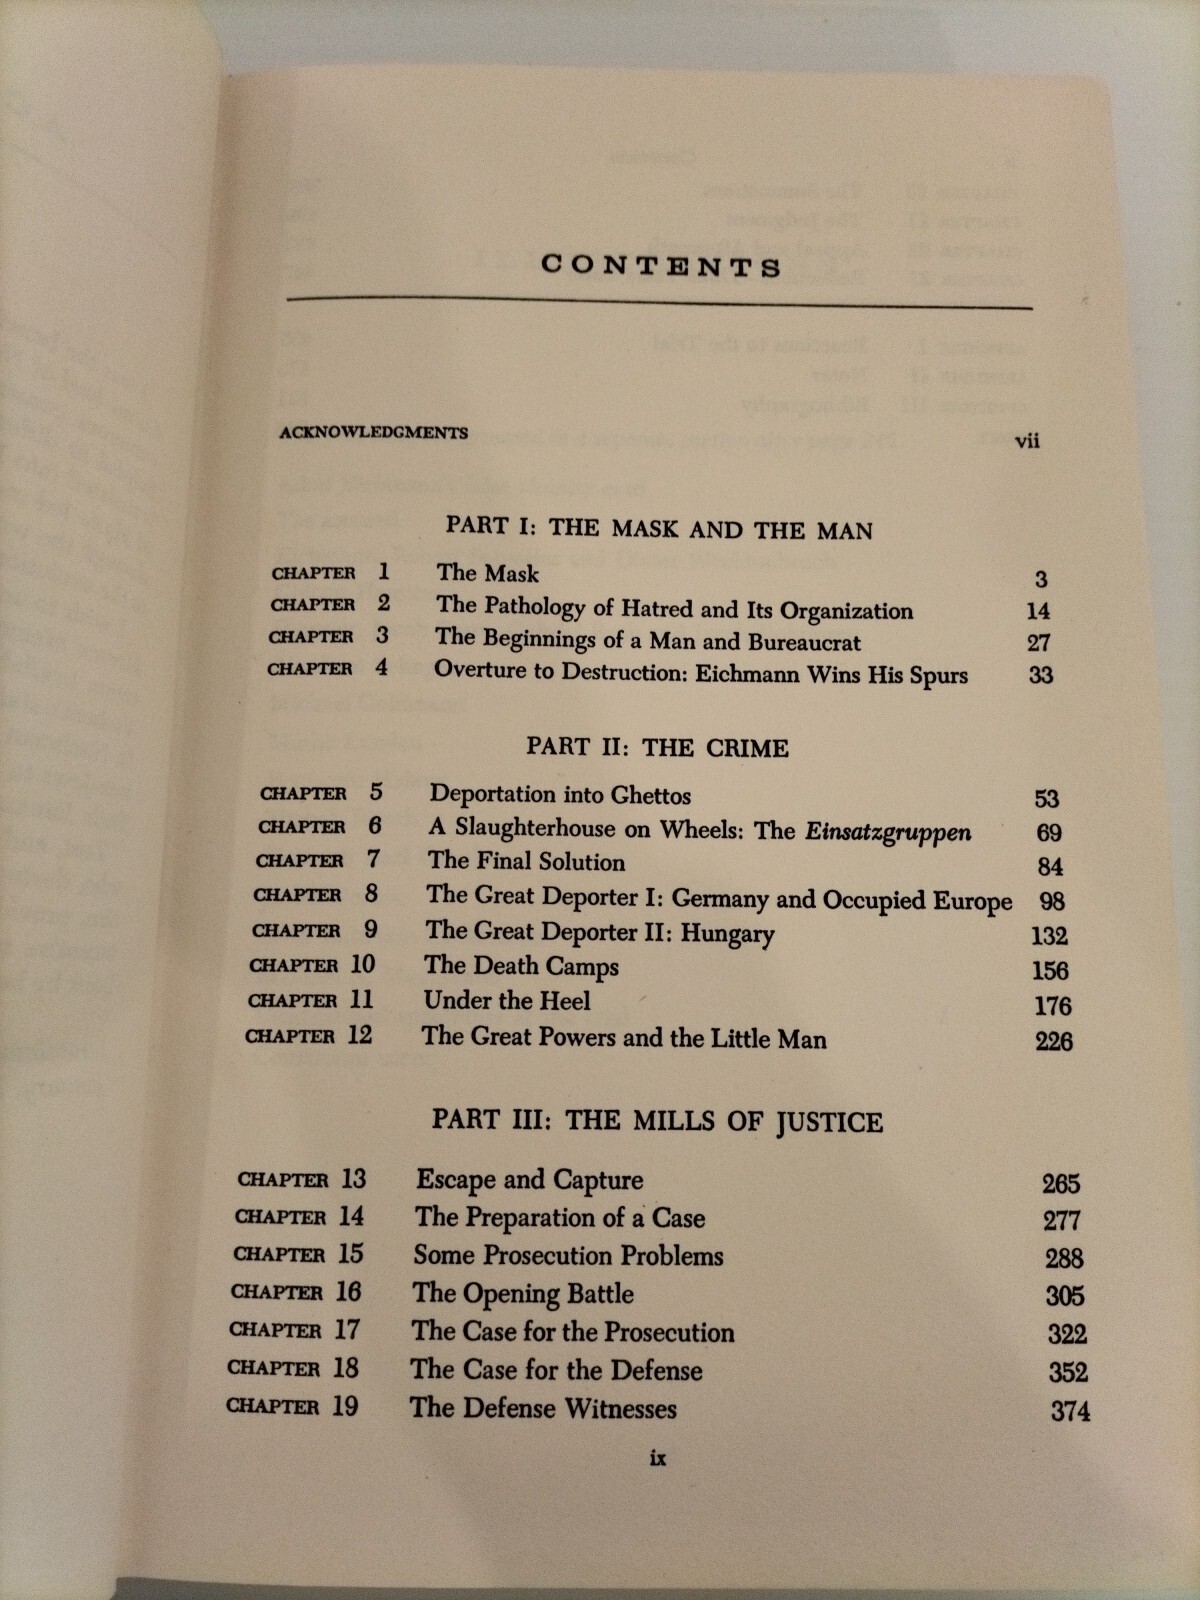 CONTENTS
ACKNOWLEDGMENTS vii
PART I: THE MASK AND THE MAN
CHAPTER 1 The Mask 3
CHAPTER 2 The Pathology of Hatred and Its Organization 14
CHAPTER 3 The Beginnings of a Man and Bureaucrat 27
CHAPTER 4 Overture to Destruction: Eichmann Wins His Spurs 33
PART II: THE CRIME
CHAPTER 5 Deportation into Ghettos 53
CHAPTER 6 A Slaughterhouse on Wheels: The Einsatzgruppen 69
CHAPTER 7 The Final Solution 84
CHAPTER 8 The Great Deporter I: Germany and Occupied Europe 98
CHAPTER 9 The Great Deporter II: Hungary 132
CHAPTER 10 The Death Camps 156
CHAPTER 11 Under the Heel 176
CHAPTER 12 The Great Powers and the Little Man 226
PART III: THE MILLS OF JUSTICE
CHAPTER 13 Escape and Capture 265
CHAPTER 14 The Preparation of a Case 277
CHAPTER 15 Some Prosecution Problems 288
CHAPTER 16 The Opening Battle 305
CHAPTER 17 The Case for the Prosecution 322
CHAPTER 18 The Case for the Defense 352
CHAPTER 19 The Defense Witnesses 374
ix